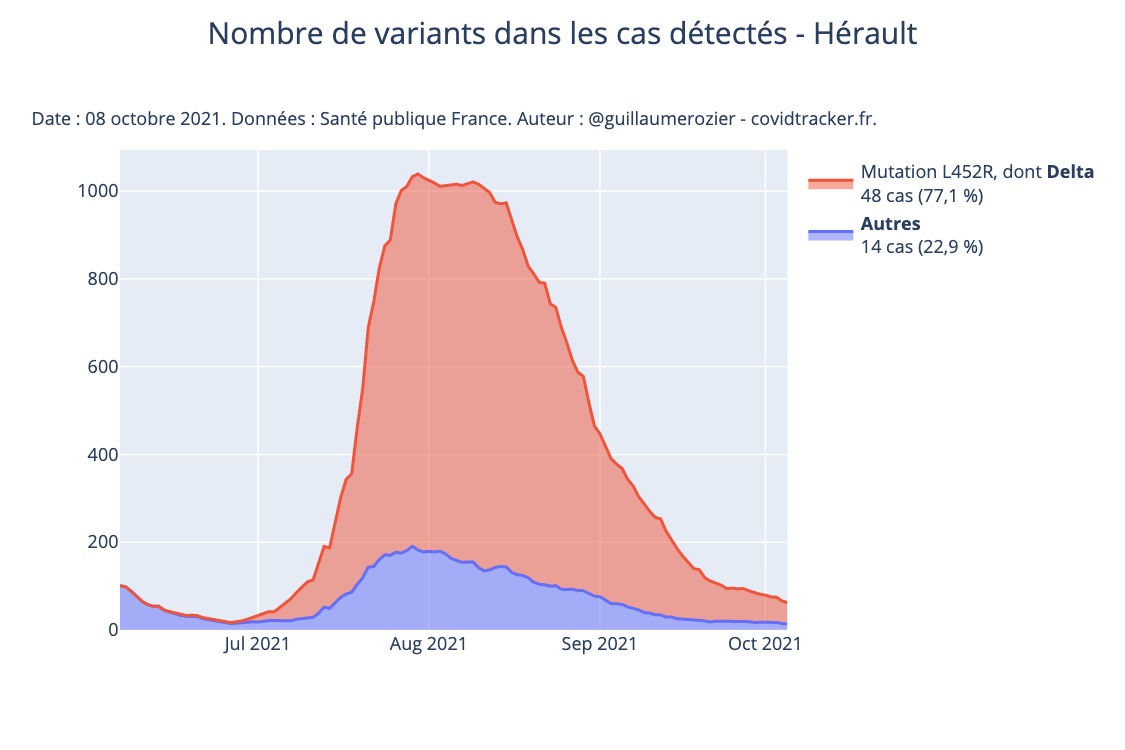 Nombre de variants dans les cas détectés - Hérault
Date : 08 octobre 2021. Données : Santé publique France. Auteur : @guillaumerozier - covidtracker.fr.
Mutation L452R, dont Delta
48 cas (77,1 %)
Autres
14 cas (22,9 %)
1000
800
600
400
200
0
Jul 2021 Aug 2021 Sep 2021 Oct 2021